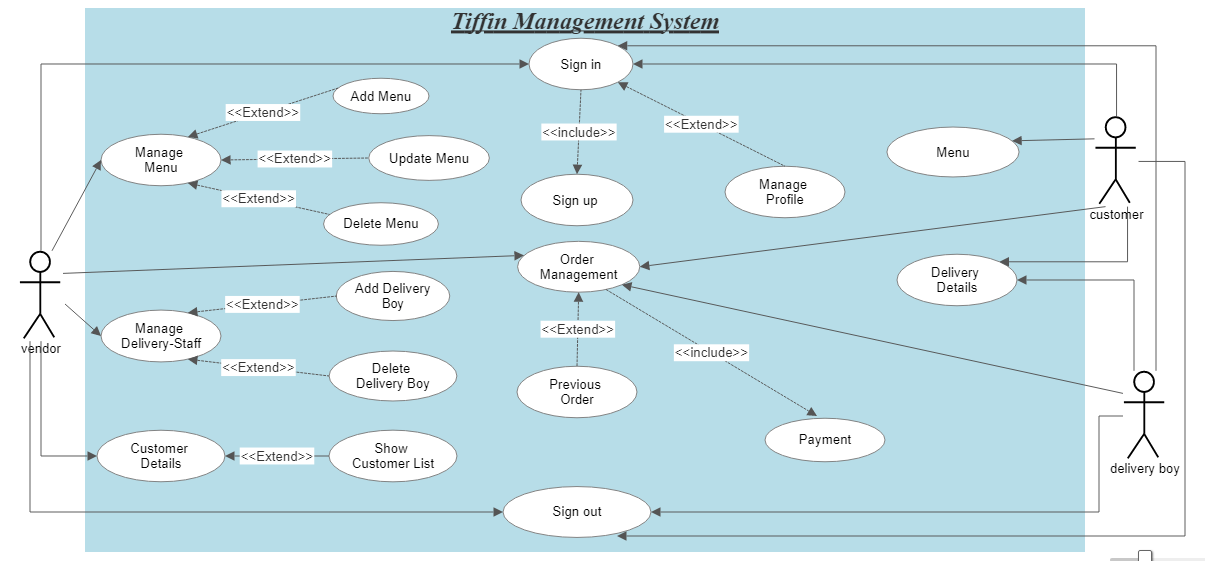 Tiffin Management System
Sign in
Add Menu
<<Extend>>
<<Extend>>
<<include>>
Manage
Menu
<<Extend>>
Update Menu
Menu
Manage
Profile
<<Extend>>
Sign up
customer
Delete Menu
Order
Management
Delivery
Details
Add Delivery
Boy
<<Extend>>
Manage
Delivery-Staff
<<Extend>>
vendor
<<include>>
<<Extend>>
Delete
Delivery Boy
Previous
Order
Payment
Customer
Details
<<Extend>>
Show
Customer List
delivery boy
Sign out